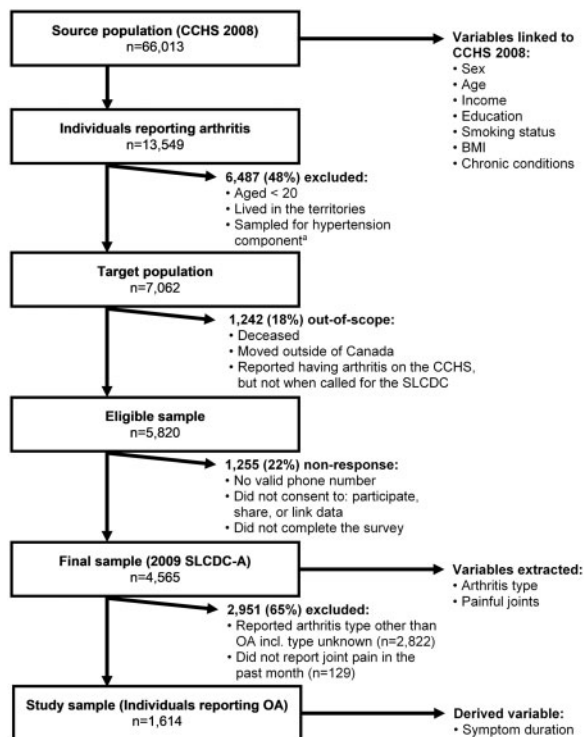 Source population (CCHS 2008)
n=66,013
Variables linked to
CCHS 2008:
• Sex
• Age
• Income
• Education
• Smoking status
• BMI
• Chronic conditions
Individuals reporting arthritis
n=13,549
6,487 (48%) excluded:
• Aged < 20
• Lived in the territories
• Sampled for hypertension
componentᵃ
Target population
n=7,062
1,242 (18%) out-of-scope:
• Deceased
• Moved outside of Canada
• Reported having arthritis on the CCHS,
but not when called for the SLCDC
Eligible sample
n=5,820
1,255 (22%) non-response:
• No valid phone number
• Did not consent to: participate,
share, or link data
• Did not complete the survey
Final sample (2009 SLCDC-A)
n=4,565
Variables extracted:
• Arthritis type
• Painful joints
2,951 (65%) excluded:
• Reported arthritis type other than
OA incl. type unknown (n=2,822)
• Did not report joint pain in the
past month (n=129)
Study sample (Individuals reporting OA)
n=1,614
Derived variable:
• Symptom duration